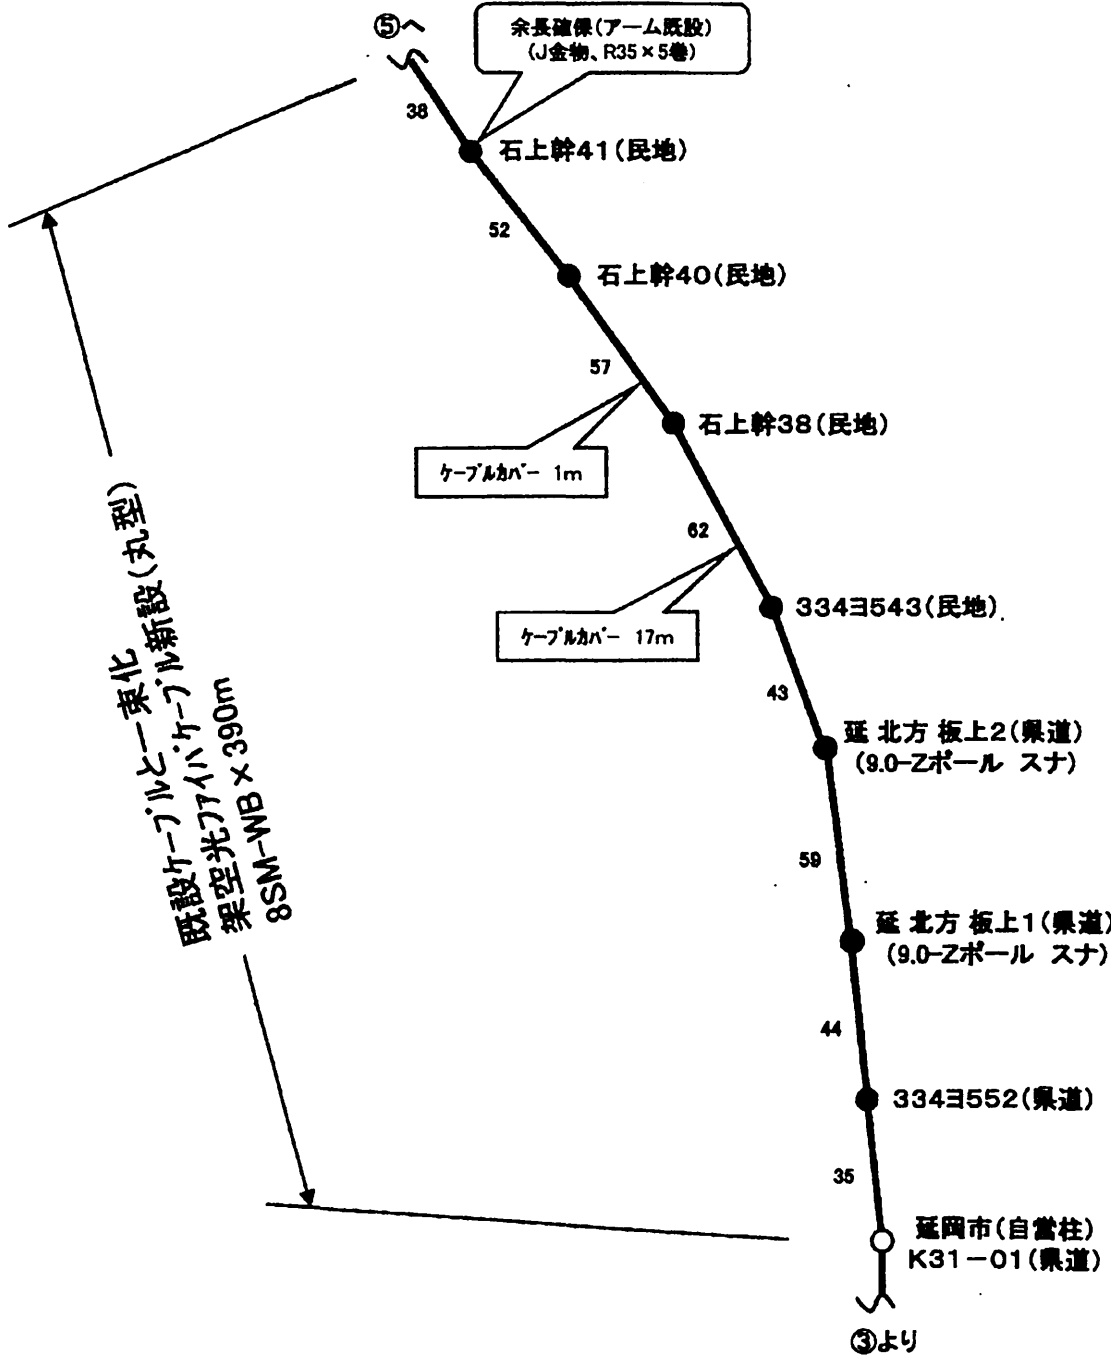 ⑤へ
余長確保(アーム既設)
(J金物、R35×5巻)
38
石上幹41(民地)
52
石上幹40(民地)
57
石上幹38(民地)
ケーブルカバー 1m
62
334ヨ543(民地)
ケーブルカバー 17m
43
延 北方 板上2(県道)
(9.0-Zポール スナ)
59
延 北方 板上1(県道)
(9.0-Zポール スナ)
44
334ヨ552(県道)
35
延岡市(自営柱)
K31-01(県道)
③より
既設ケーブルと一束化
架空光ファイバケーブル新設(丸型)
8SM-WB×390m